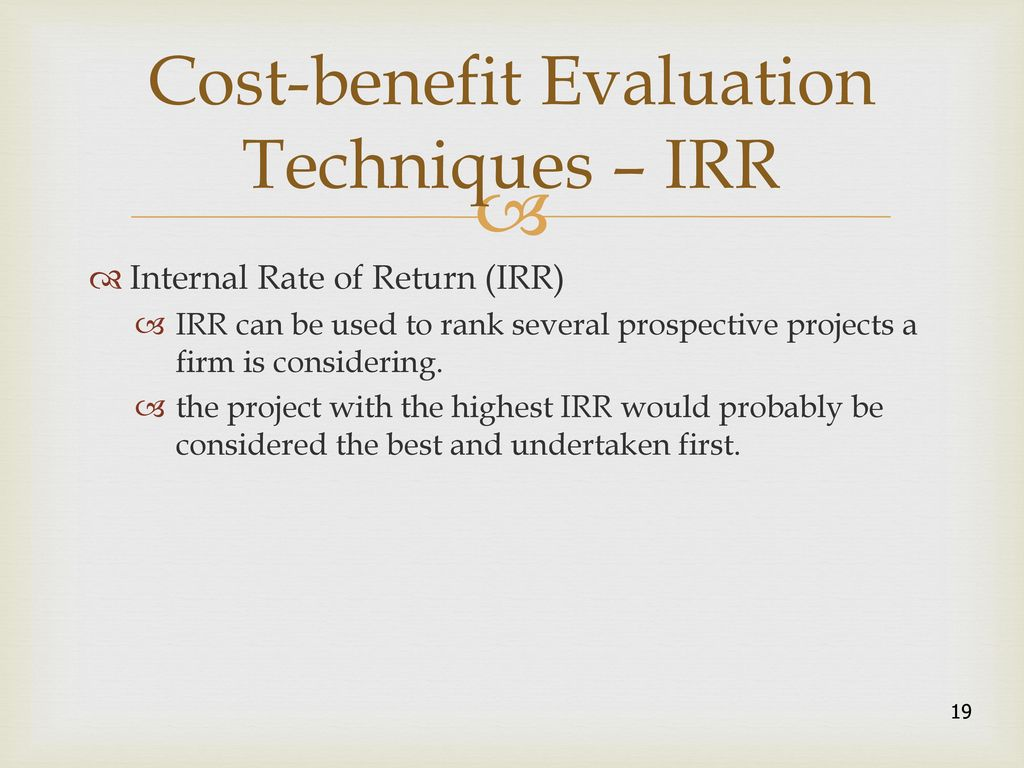 Cost-benefit Evaluation
Techniques – IRR
Internal Rate of Return (IRR)
IRR can be used to rank several prospective projects a
firm is considering.
the project with the highest IRR would probably be
considered the best and undertaken first.
19